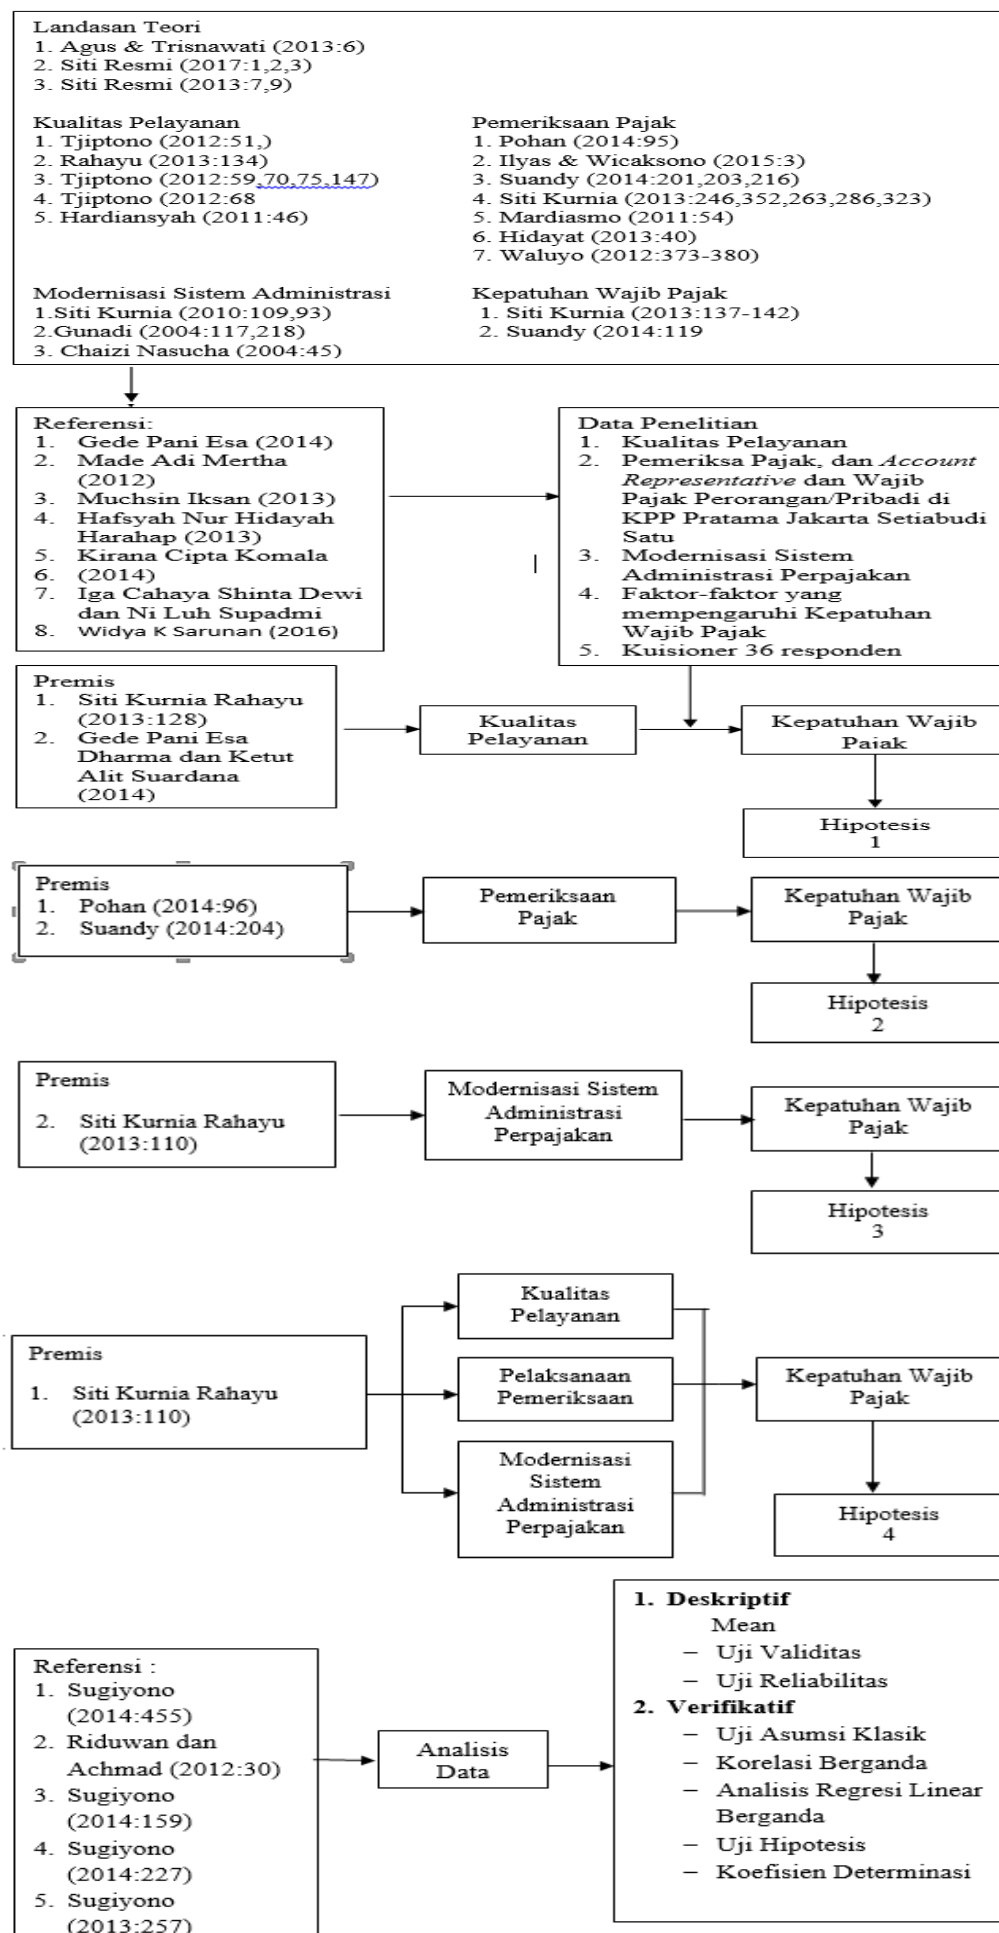 Landasan Teori
1. Agus & Trisnawati (2013:6)
2. Siti Resmi (2017:1,2,3)
3. Siti Resmi (2013:7,9)
Kualitas Pelayanan
1. Tjiptono (2012:51,)
2. Rahayu (2013:134)
3. Tjiptono (2012:59,70,75,147)
4. Tjiptono (2012:68
5. Hardiansyah (2011:46)
Pemeriksaan Pajak
1. Pohan (2014:95)
2. Ilyas & Wicaksono (2015:3)
3. Suandy (2014:201,203,216)
4. Siti Kurnia (2013:246,352,263,286,323)
5. Mardiasmo (2011:54)
6. Hidayat (2013:40)
7. Waluyo (2012:373-380)
Modernisasi Sistem Administrasi
1.Siti Kurnia (2010:109,93)
2.Gunadi (2004:117,218)
3. Chaizi Nasucha (2004:45)
Kepatuhan Wajib Pajak
1. Siti Kurnia (2013:137-142)
2. Suandy (2014:119
Referensi:
1. Gede Pani Esa (2014)
2. Made Adi Mertha
(2012)
3. Muchsin Iksan (2013)
4. Hafsyah Nur Hidayah
Harahap (2013)
5. Kirana Cipta Komala
6. (2014)
7. Iga Cahaya Shinta Dewi
dan Ni Luh Supadmi
8. Widya K Sarunan (2016)
Data Penelitian
1. Kualitas Pelayanan
2. Pemeriksa Pajak, dan Account
Representative dan Wajib
Pajak Perorangan/Pribadi di
KPP Pratama Jakarta Setiabudi
Satu
3. Modernisasi Sistem
Administrasi Perpajakan
4. Faktor-faktor yang
mempengaruhi Kepatuhan
Wajib Pajak
5. Kuisioner 36 responden
Premis
1. Siti Kurnia Rahayu
(2013:128)
2. Gede Pani Esa
Dharma dan Ketut
Alit Suardana
(2014)
Kualitas
Pelayanan
Kepatuhan Wajib
Pajak
Hipotesis
1
Premis
1. Pohan (2014:96)
2. Suandy (2014:204)
Pemeriksaan
Pajak
Kepatuhan Wajib
Pajak
Hipotesis
2
Premis
2. Siti Kurnia Rahayu
(2013:110)
Modernisasi Sistem
Administrasi
Perpajakan
Kepatuhan Wajib
Pajak
Hipotesis
3
Premis
1. Siti Kurnia Rahayu
(2013:110)
Kualitas
Pelayanan
Pelaksanaan
Pemeriksaan
Modernisasi
Sistem
Administrasi
Perpajakan
Kepatuhan Wajib
Pajak
Hipotesis
4
Referensi :
1. Sugiyono
(2014:455)
2. Riduwan dan
Achmad (2012:30)
3. Sugiyono
(2014:159)
4. Sugiyono
(2014:227)
5. Sugiyono
(2013:257)
Analisis
Data
1. Deskriptif
Mean
– Uji Validitas
– Uji Reliabilitas
2. Verifikatif
– Uji Asumsi Klasik
– Korelasi Berganda
– Analisis Regresi Linear
Berganda
– Uji Hipotesis
– Koefisien Determinasi